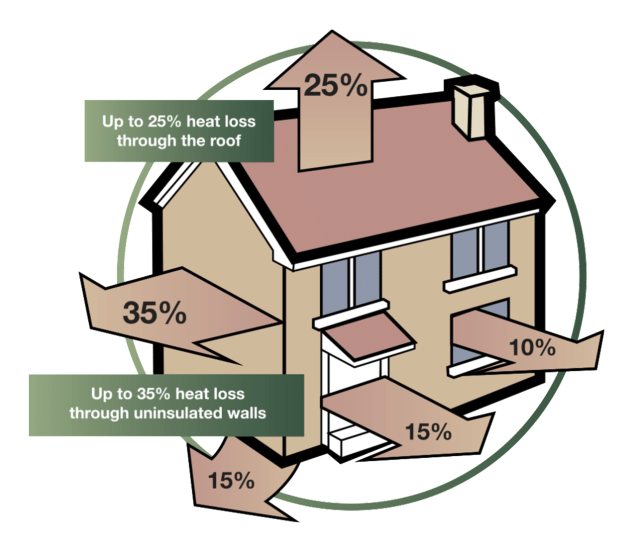 25%
Up to 25% heat loss
through the roof
35%
10%
Up to 35% heat loss
through uninsulated walls
15%
15%